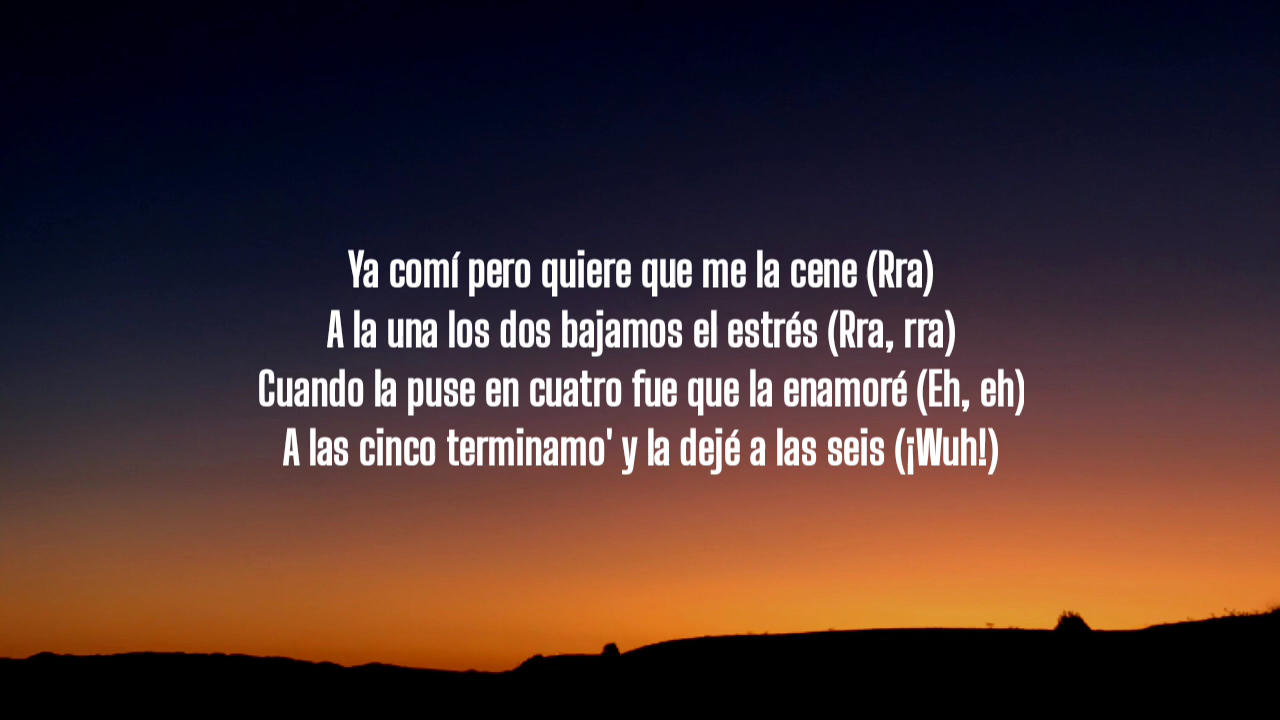 Ya comí pero quiere que me la cene (Rra)
A la una los dos bajamos el estrés (Rra, rra)
Cuando la puse en cuatro fue que la enamoré (Eh, eh)
A las cinco terminamo' y la dejé a las seis (¡Wuh!)